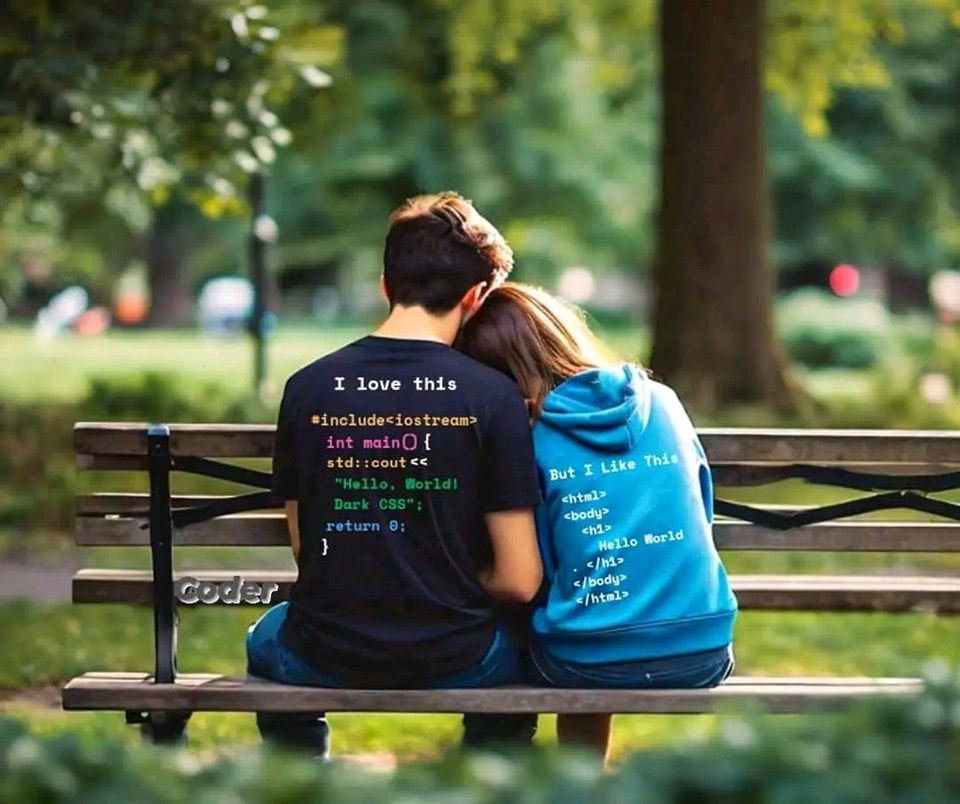 I love this
#include<iostream>
int main() {
std::cout <<
"Hello, World!
Dark CSS";
return 0;
}
But I Like This
<html>
<body>
<h1>
Hello World
. </h1>
</body>
</html>
Coder